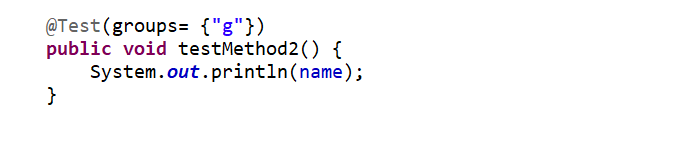 @Test(groups= {"g"})
public void testMethod2() {
    System.out.println(name);
}